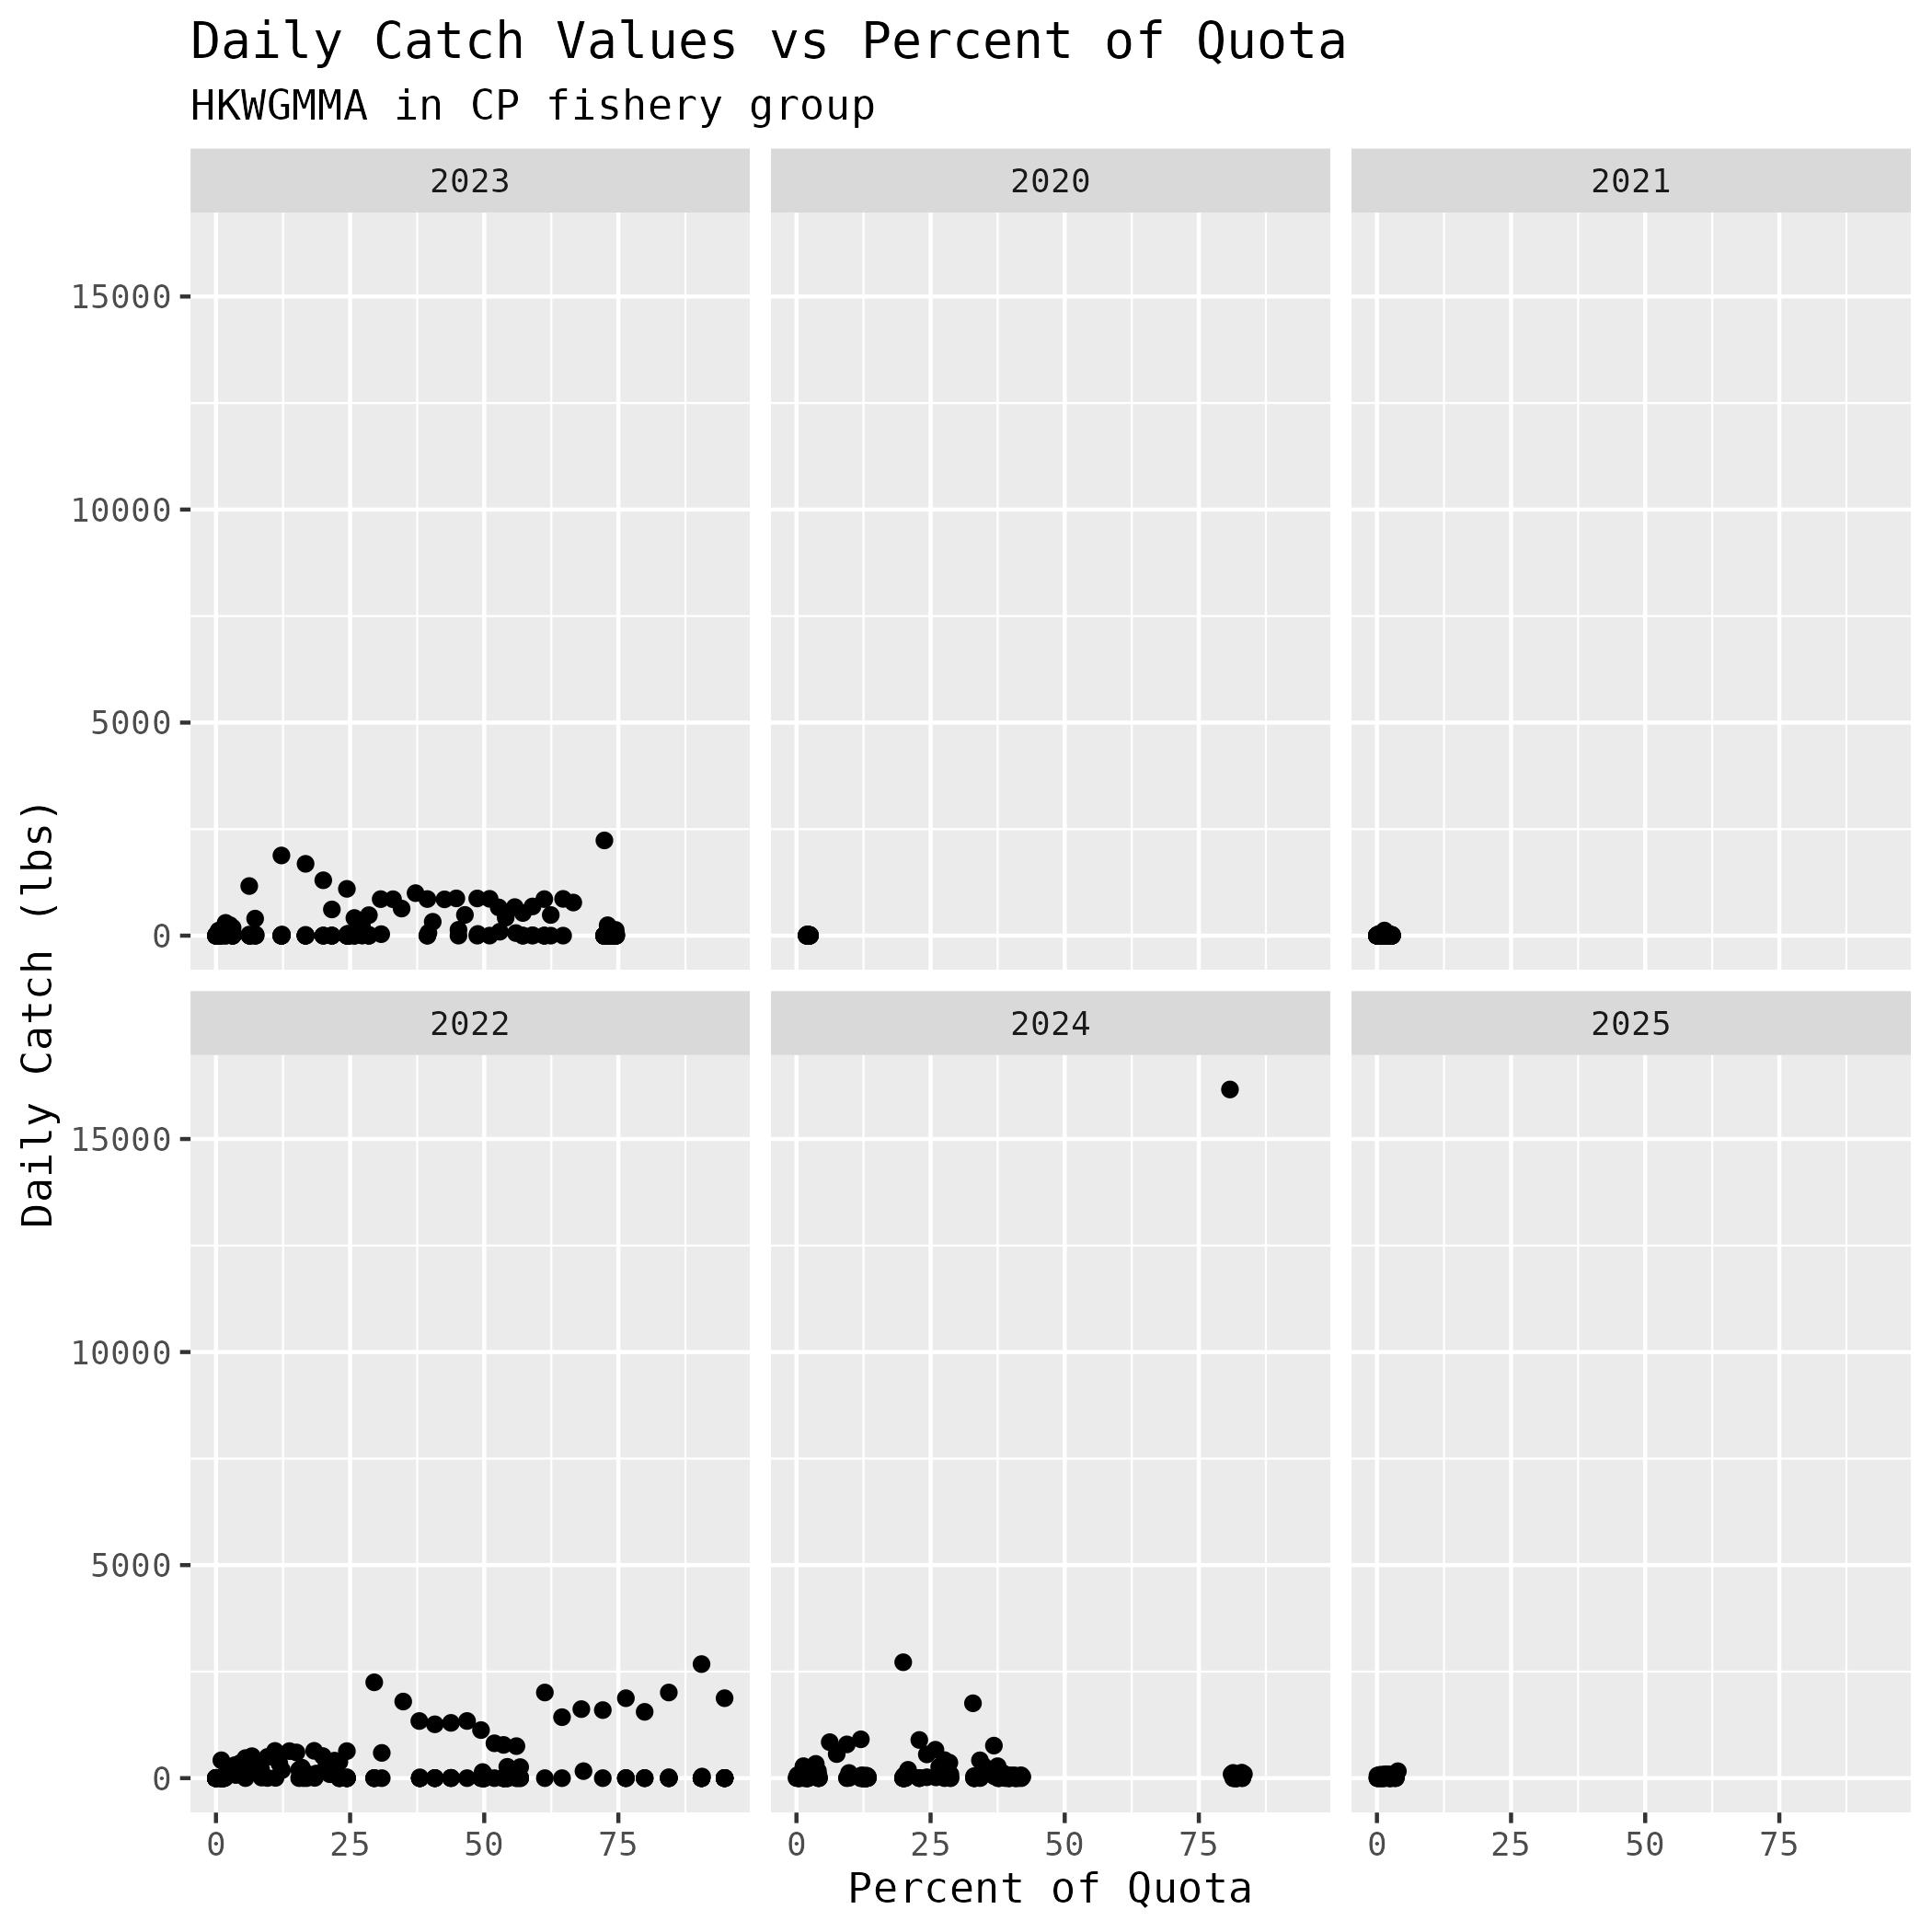 Daily Catch Values vs Percent of Quota
HKWGMMA in CP fishery group
2023 2020 2021
15000
10000
5000
0
Daily Catch (lbs)
2022 2024 2025
15000
10000
5000
0
0 25 50 75 0 25 50 75 0 25 50 75
Percent of Quota